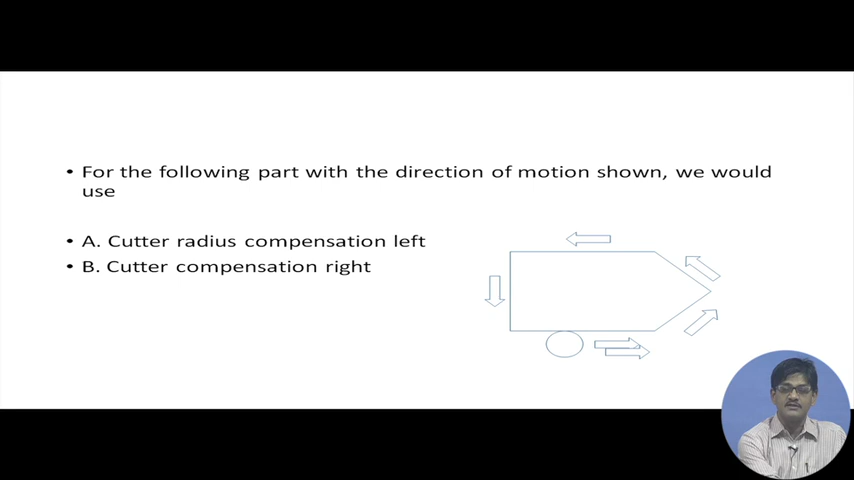 • For the following part with the direction of motion shown, we would
use
• A. Cutter radius compensation left
• B. Cutter compensation right